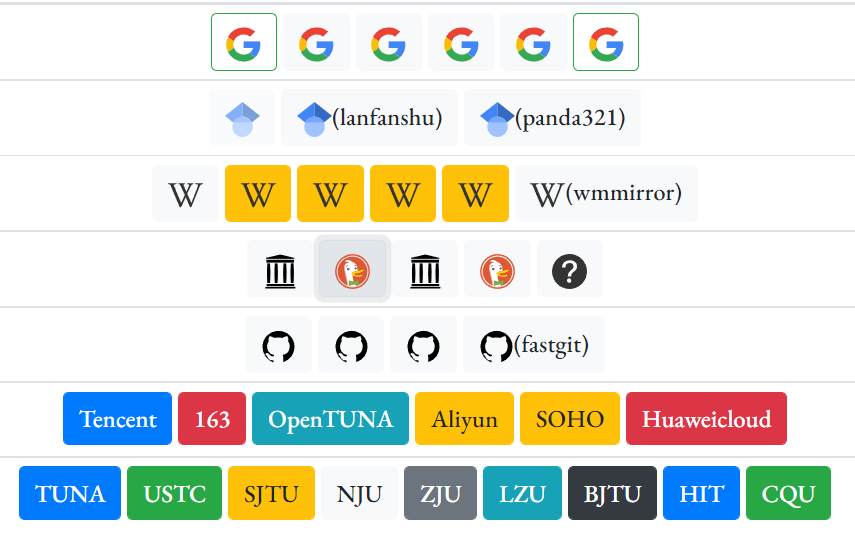 (lanfanshu) (panda321)
W W W W W W(wmmirror)
?
(fastgit)
Tencent 163 OpenTUNA Aliyun SOHO Huaweicloud
TUNA USTC SJTU NJU ZJU LZU BJTU HIT CQU